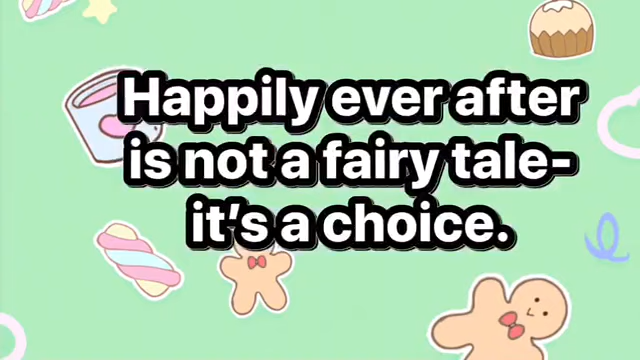 Happily ever after
is not a fairy tale-
it's a choice.